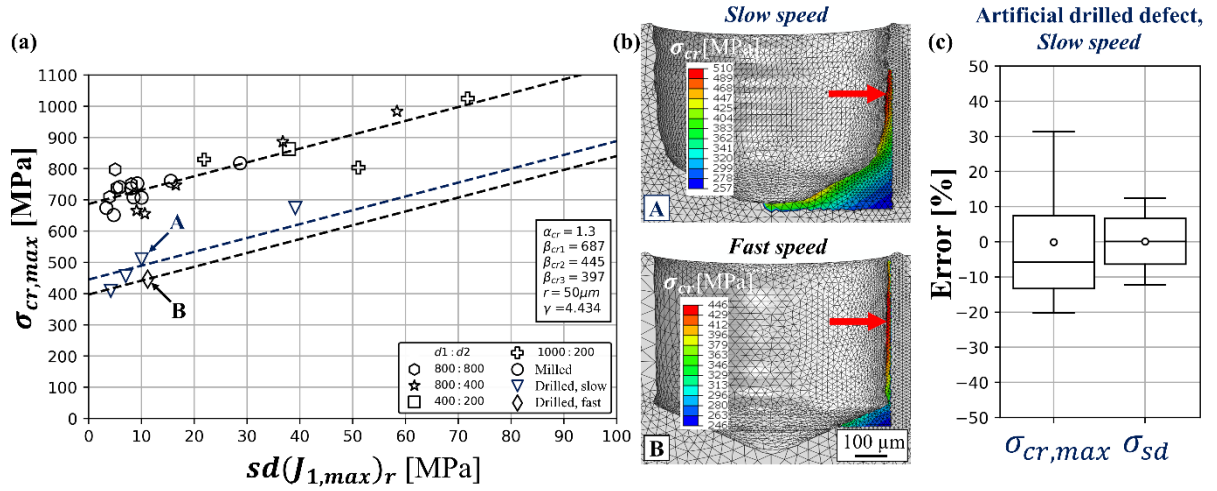 (a)
1100
1000
900
800
700
600
500
400
300
200
100
0
σcr,max [MPa]
0 10 20 30 40 50 60 70 80 90 100
sd(J1,max)r [MPa]
A
B
αcr = 1.3
βcr1 = 687
βcr2 = 445
βcr3 = 397
r = 50μm
γ =4.434
d1 : d2
800 : 800
800 : 400
400 : 200
1000 : 200
Milled
Drilled, slow
Drilled, fast
Slow speed
(b)
σcr[MPa]
510
489
468
447
425
404
383
362
341
320
299
278
257
A
Fast speed
σcr[MPa]
446
429
412
396
379
363
346
329
313
296
280
263
246
B
100 µm
Artificial drilled defect,
Slow speed
(c)
50
40
30
20
10
0
−10
−20
−30
−40
−50
Error [%]
σcr,max σsd